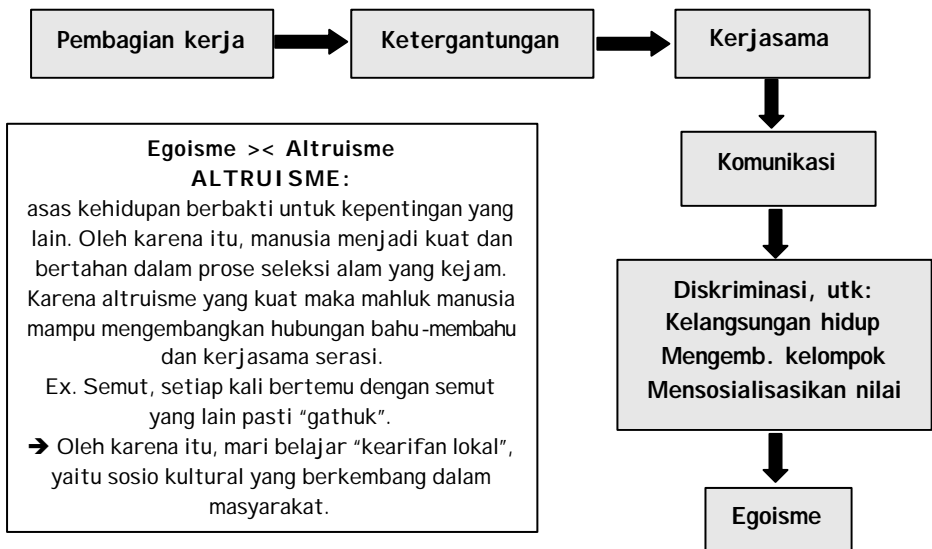 Pembagian kerja
Ketergantungan
Kerjasama
Komunikasi
Diskriminasi, utk:
Kelangsungan hidup
Mengemb. kelompok
Mensosialisasikan nilai
Egoisme
Egoisme >< Altruisme
ALTRUISME:
asas kehidupan berbakti untuk kepentingan yang
lain. Oleh karena itu, manusia menjadi kuat dan
bertahan dalam prose seleksi alam yang kejam.
Karena altruisme yang kuat maka mahluk manusia
mampu mengembangkan hubungan bahu-membahu
dan kerjasama serasi.
Ex. Semut, setiap kali bertemu dengan semut
yang lain pasti “gathuk”.
➔ Oleh karena itu, mari belajar “kearifan lokal”,
yaitu sosio kultural yang berkembang dalam
masyarakat.